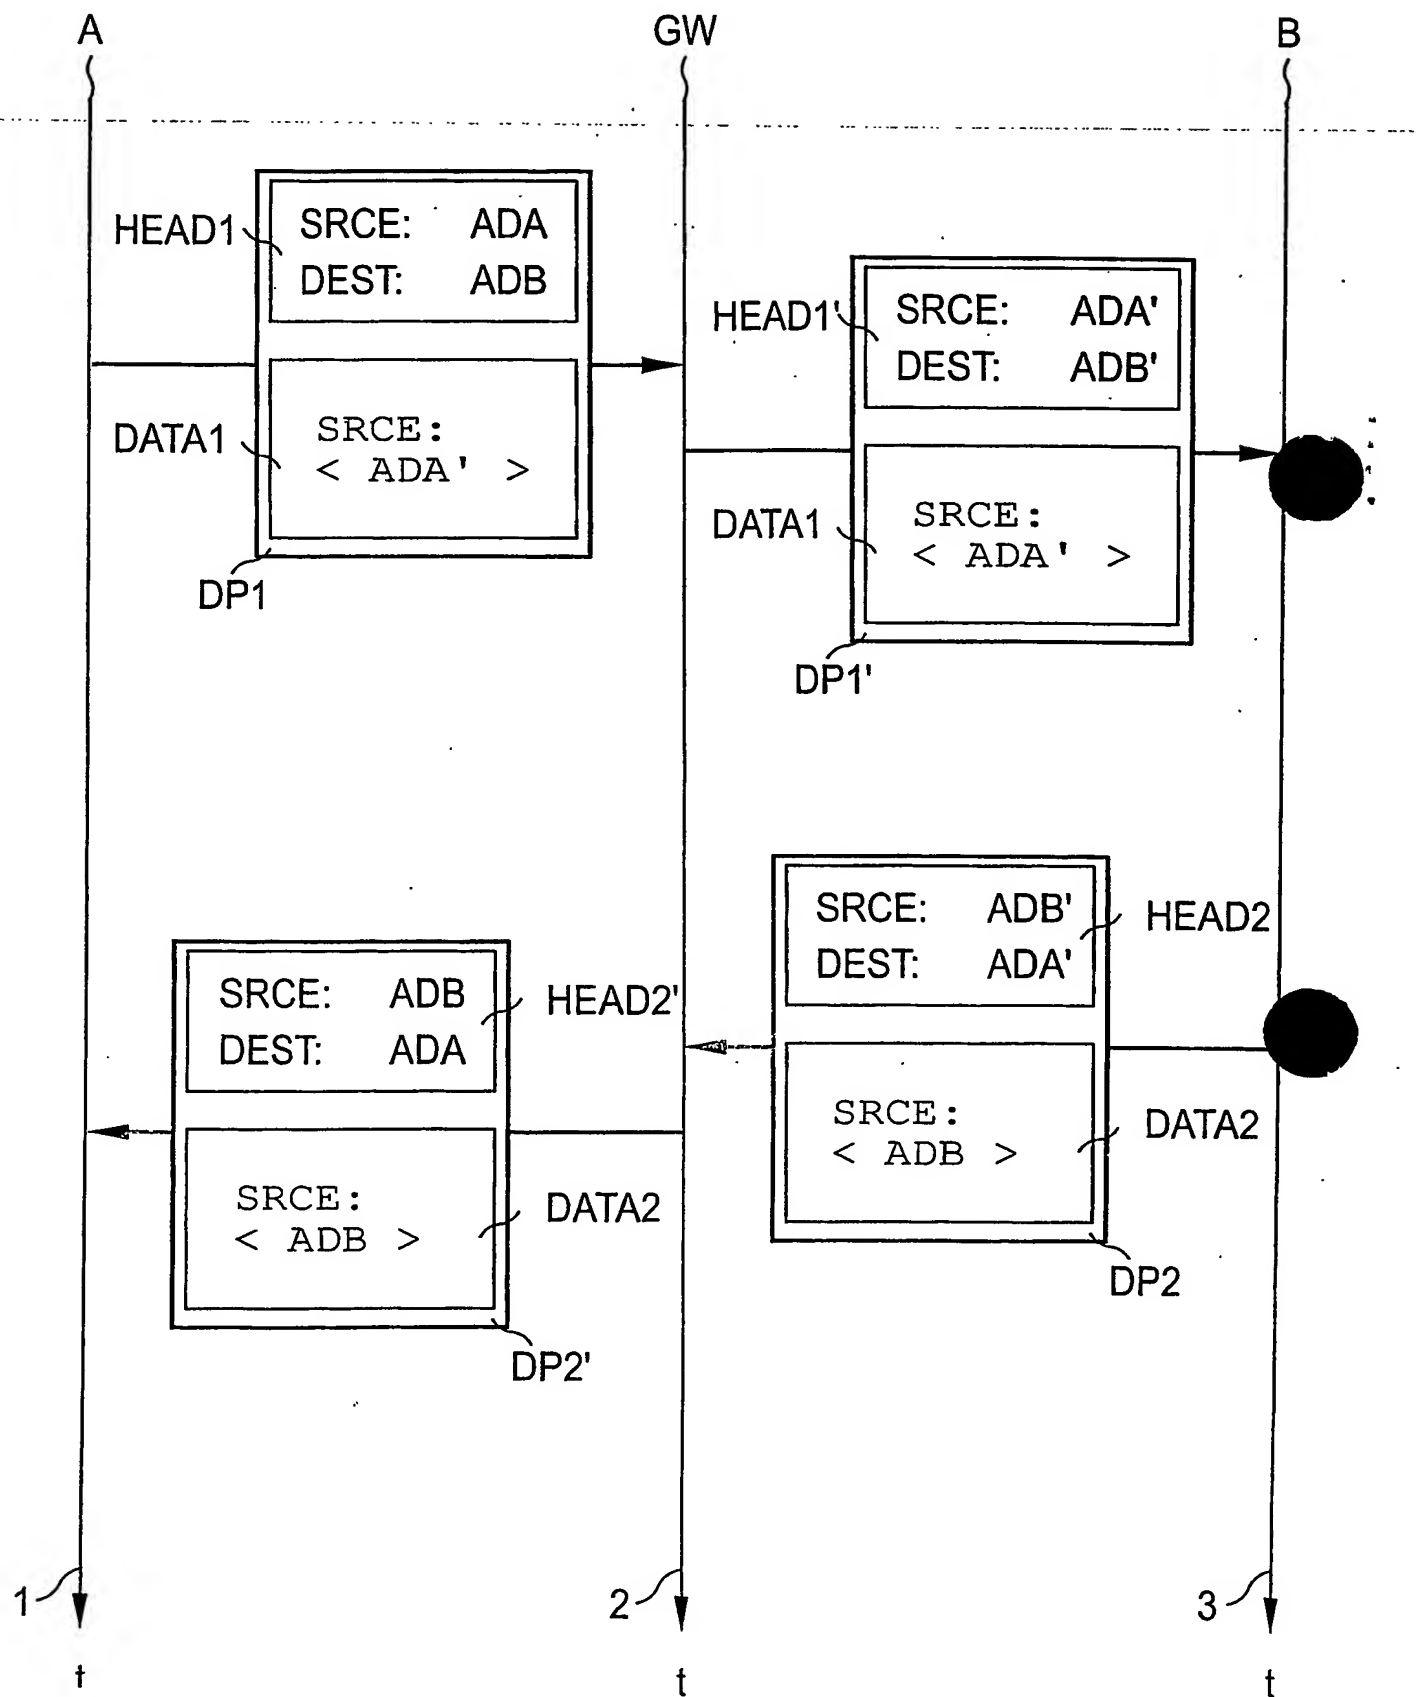 A
GW
B
HEAD1
SRCE: ADA
DEST: ADB
DATA1
SRCE:
< ADA' >
DP1
HEAD1'
SRCE: ADA'
DEST: ADB'
DATA1
SRCE:
< ADA' >
DP1'
SRCE: ADB'
DEST: ADA'
HEAD2
SRCE:
< ADB >
DATA2
DP2
SRCE: ADB
DEST: ADA
HEAD2'
SRCE:
< ADB >
DATA2
DP2'
1
2
3
t
t
t